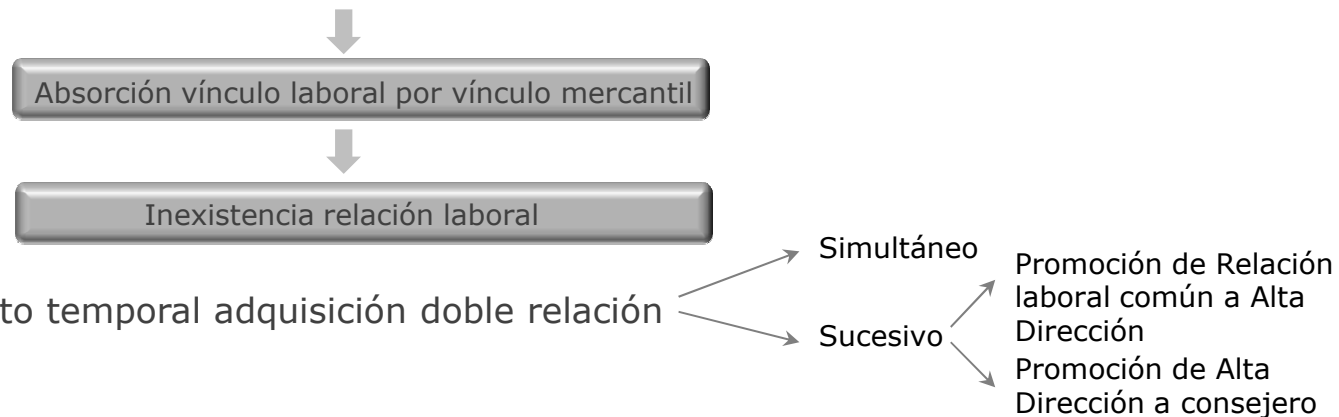 Absorción vínculo laboral por vínculo mercantil
Inexistencia relación laboral
to temporal adquisición doble relación
Simultáneo
Sucesivo
Promoción de Relación
laboral común a Alta
Dirección
Promoción de Alta
Dirección a consejero